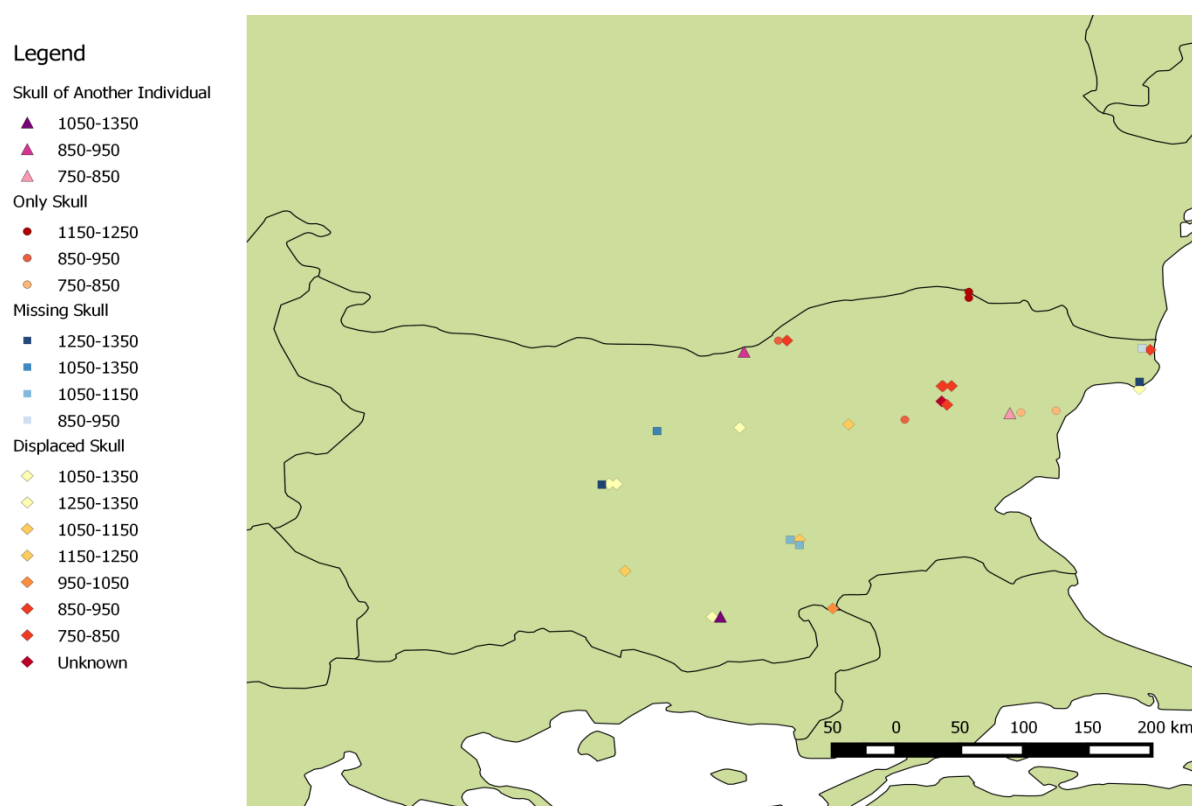 Legend
Skull of Another Individual
1050-1350
850-950
750-850
Only Skull
1150-1250
850-950
750-850
Missing Skull
1250-1350
1050-1350
1050-1150
850-950
Displaced Skull
1050-1350
1250-1350
1050-1150
1150-1250
950-1050
850-950
750-850
Unknown
50 0 50 100 150 200 km